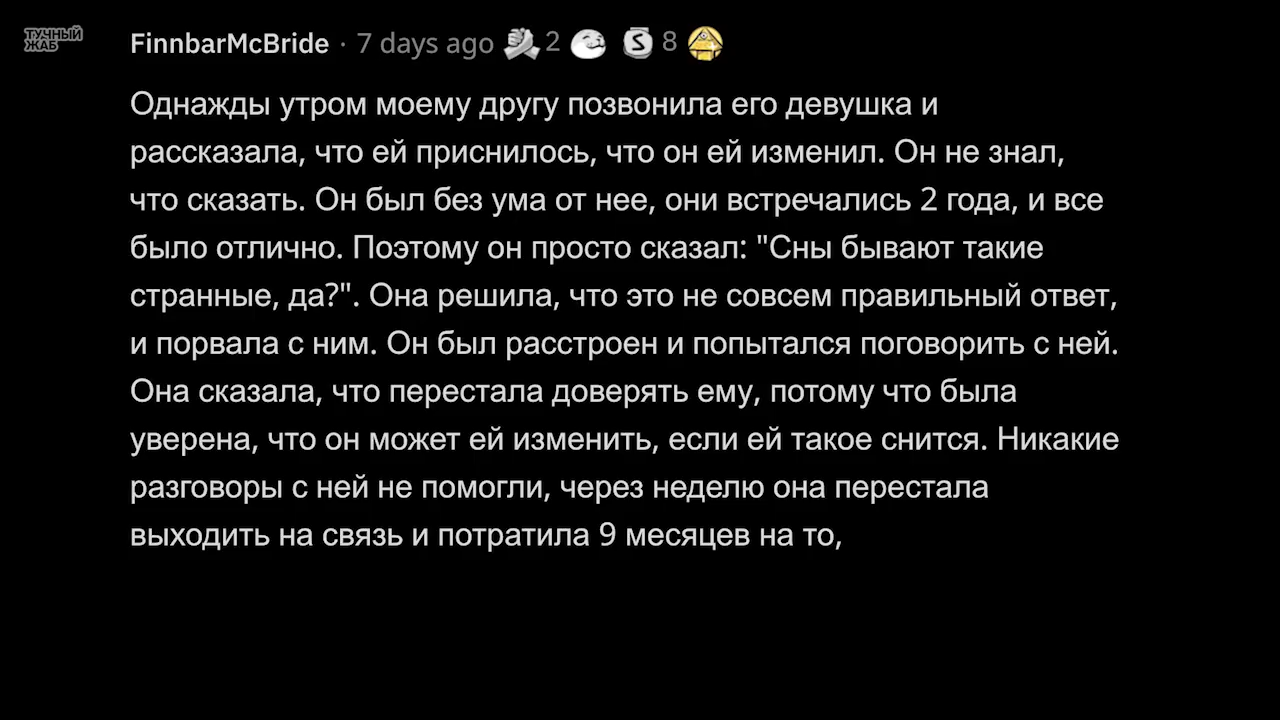 ТУЧНЫЙ
ЖАБ
FinnbarMcBride · 7 days ago 2 S 8
Однажды утром моему другу позвонила его девушка и
рассказала, что ей приснилось, что он ей изменил. Он не знал,
что сказать. Он был без ума от нее, они встречались 2 года, и все
было отлично. Поэтому он просто сказал: "Сны бывают такие
странные, да?". Она решила, что это не совсем правильный ответ,
и порвала с ним. Он был расстроен и попытался поговорить с ней.
Она сказала, что перестала доверять ему, потому что была
уверена, что он может ей изменить, если ей такое снится. Никакие
разговоры с ней не помогли, через неделю она перестала
выходить на связь и потратила 9 месяцев на то,